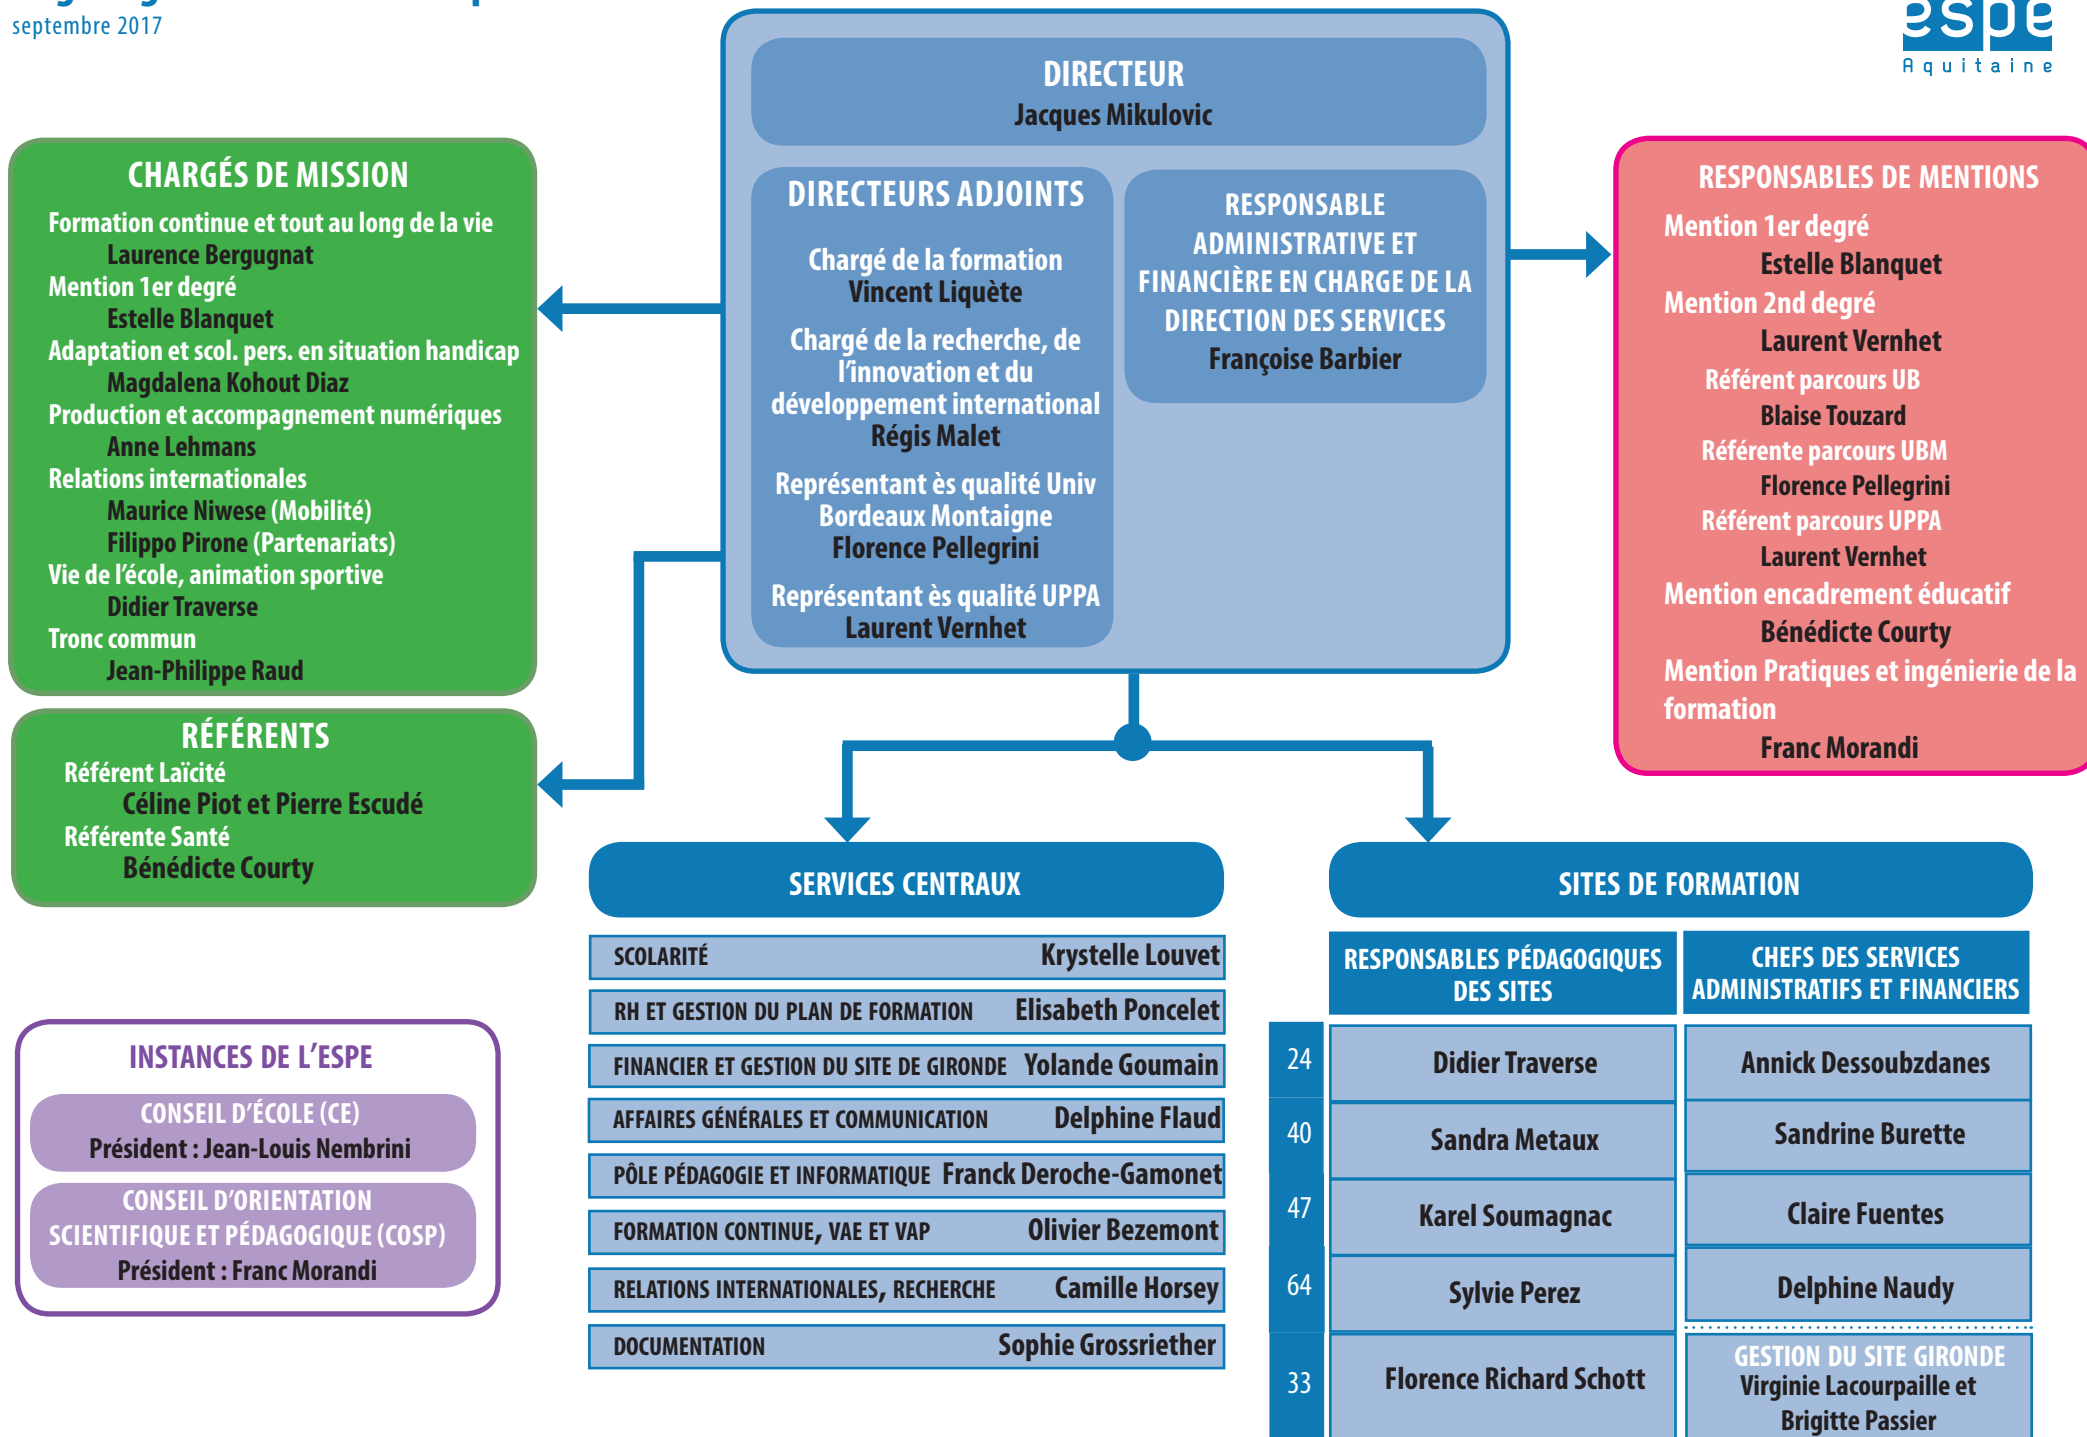 septembre 2017
espe
Aquitaine
DIRECTEUR
Jacques Mikulovic
DIRECTEURS ADJOINTS
Chargé de la formation
Vincent Liquète
Chargé de la recherche, de
l'innovation et du
développement international
Régis Malet
Représentant ès qualité Univ
Bordeaux Montaigne
Florence Pellegrini
Représentant ès qualité UPPA
Laurent Vernhet
RESPONSABLE
ADMINISTRATIVE ET
FINANCIÈRE EN CHARGE DE LA
DIRECTION DES SERVICES
Françoise Barbier
CHARGÉS DE MISSION
Formation continue et tout au long de la vie
Laurence Bergugnat
Mention 1er degré
Estelle Blanquet
Adaptation et scol. pers. en situation handicap
Magdalena Kohout Diaz
Production et accompagnement numériques
Anne Lehmans
Relations internationales
Maurice Niwese (Mobilité)
Filippo Pirone (Partenariats)
Vie de l'école, animation sportive
Didier Traverse
Tronc commun
Jean-Philippe Raud
RÉFÉRENTS
Référent Laïcité
Céline Piot et Pierre Escudé
Référente Santé
Bénédicte Courty
RESPONSABLES DE MENTIONS
Mention 1er degré
Estelle Blanquet
Mention 2nd degré
Laurent Vernhet
Référent parcours UB
Blaise Touzard
Référente parcours UBM
Florence Pellegrini
Référent parcours UPPA
Laurent Vernhet
Mention encadrement éducatif
Bénédicte Courty
Mention Pratiques et ingénierie de la
formation
Franc Morandi
INSTANCES DE L'ESPE
CONSEIL D'ÉCOLE (CE)
Président : Jean-Louis Nembrini
CONSEIL D'ORIENTATION
SCIENTIFIQUE ET PÉDAGOGIQUE (COSP)
Président : Franc Morandi
SERVICES CENTRAUX
SCOLARITÉ Krystelle Louvet
RH ET GESTION DU PLAN DE FORMATION Elisabeth Poncelet
FINANCIER ET GESTION DU SITE DE GIRONDE Yolande Goumain
AFFAIRES GÉNÉRALES ET COMMUNICATION Delphine Flaud
PÔLE PÉDAGOGIE ET INFORMATIQUE Franck Deroche-Gamonet
FORMATION CONTINUE, VAE ET VAP Olivier Bezemont
RELATIONS INTERNATIONALES, RECHERCHE Camille Horsey
DOCUMENTATION Sophie Grossriether
SITES DE FORMATION
RESPONSABLES PÉDAGOGIQUES
DES SITES
CHEFS DES SERVICES
ADMINISTRATIFS ET FINANCIERS
24 Didier Traverse Annick Dessoubzdanes
40 Sandra Metaux Sandrine Burette
47 Karel Soumagnac Claire Fuentes
64 Sylvie Perez Delphine Naudy
33 Florence Richard Schott
GESTION DU SITE GIRONDE
Virginie Lacourpaille et
Brigitte Passier